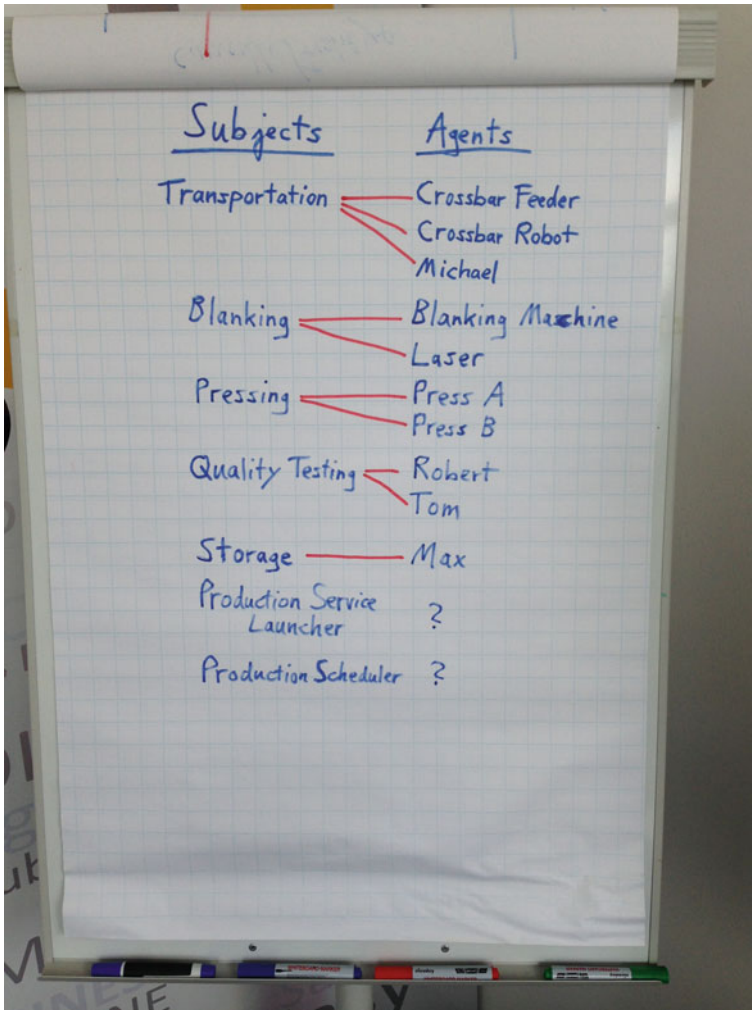 Subjects Agents
Transportation Crossbar Feeder
Crossbar Robot
Michael
Blanking Blanking Machine
Laser
Pressing Press A
Press B
Quality Testing Robert
Tom
Storage Max
Production Service
Launcher ?
Production Scheduler ?